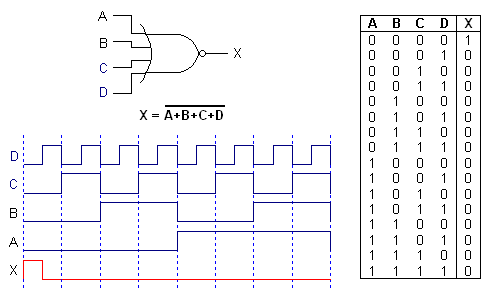 A
B
C
D
X
X = A+B+C+D
D
C
B
A
X
A B C D X
0 0 0 0 1
0 0 0 1 0
0 0 1 0 0
0 0 1 1 0
0 1 0 0 0
0 1 0 1 0
0 1 1 0 0
0 1 1 1 0
1 0 0 0 0
1 0 0 1 0
1 0 1 0 0
1 0 1 1 0
1 1 0 0 0
1 1 0 1 0
1 1 1 0 0
1 1 1 1 0